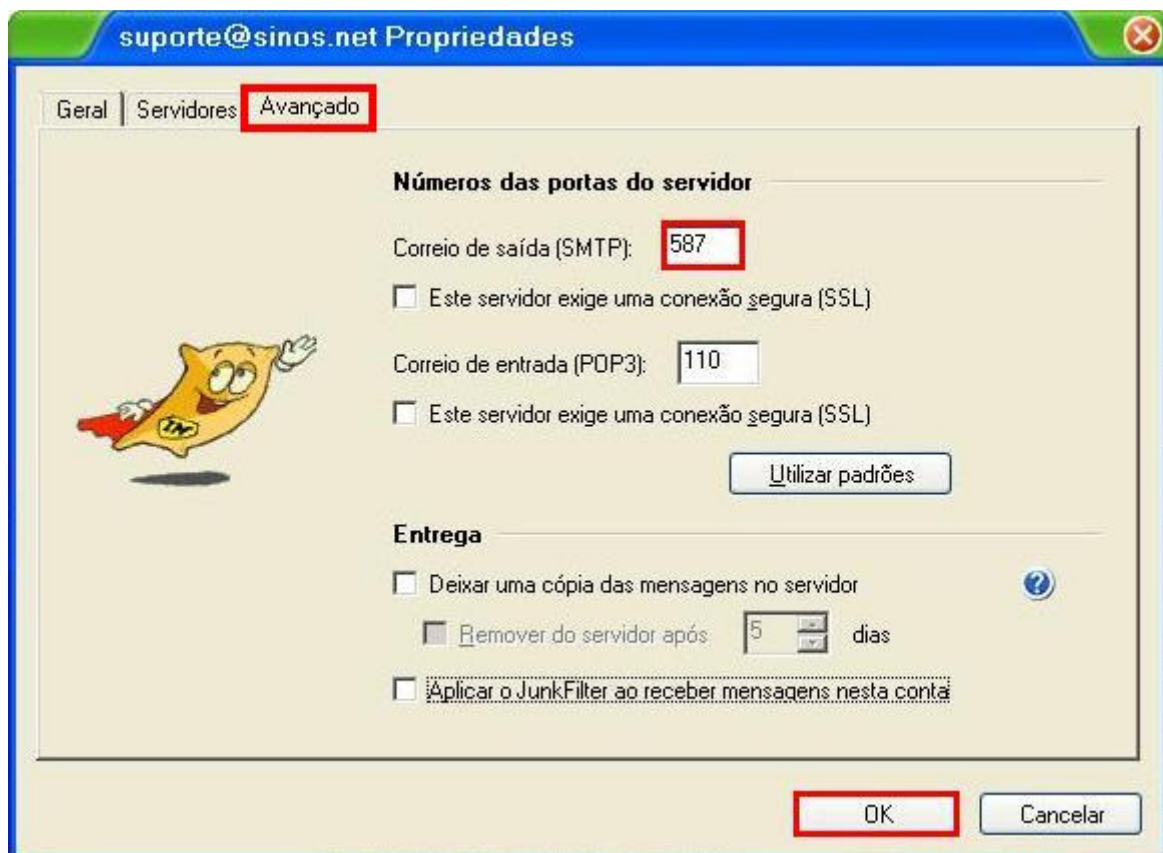 suporte@sinos.net Propriedades
Geral Servidores Avançado
Números das portas do servidor
Correio de saída (SMTP): 587
Este servidor exige uma conexão segura (SSL)
Correio de entrada (POP3): 110
Este servidor exige uma conexão segura (SSL)
Utilizar padrões
Entrega
Deixar uma cópia das mensagens no servidor
Remover do servidor após 5 dias
Aplicar o JunkFilter ao receber mensagens nesta conta
OK Cancelar